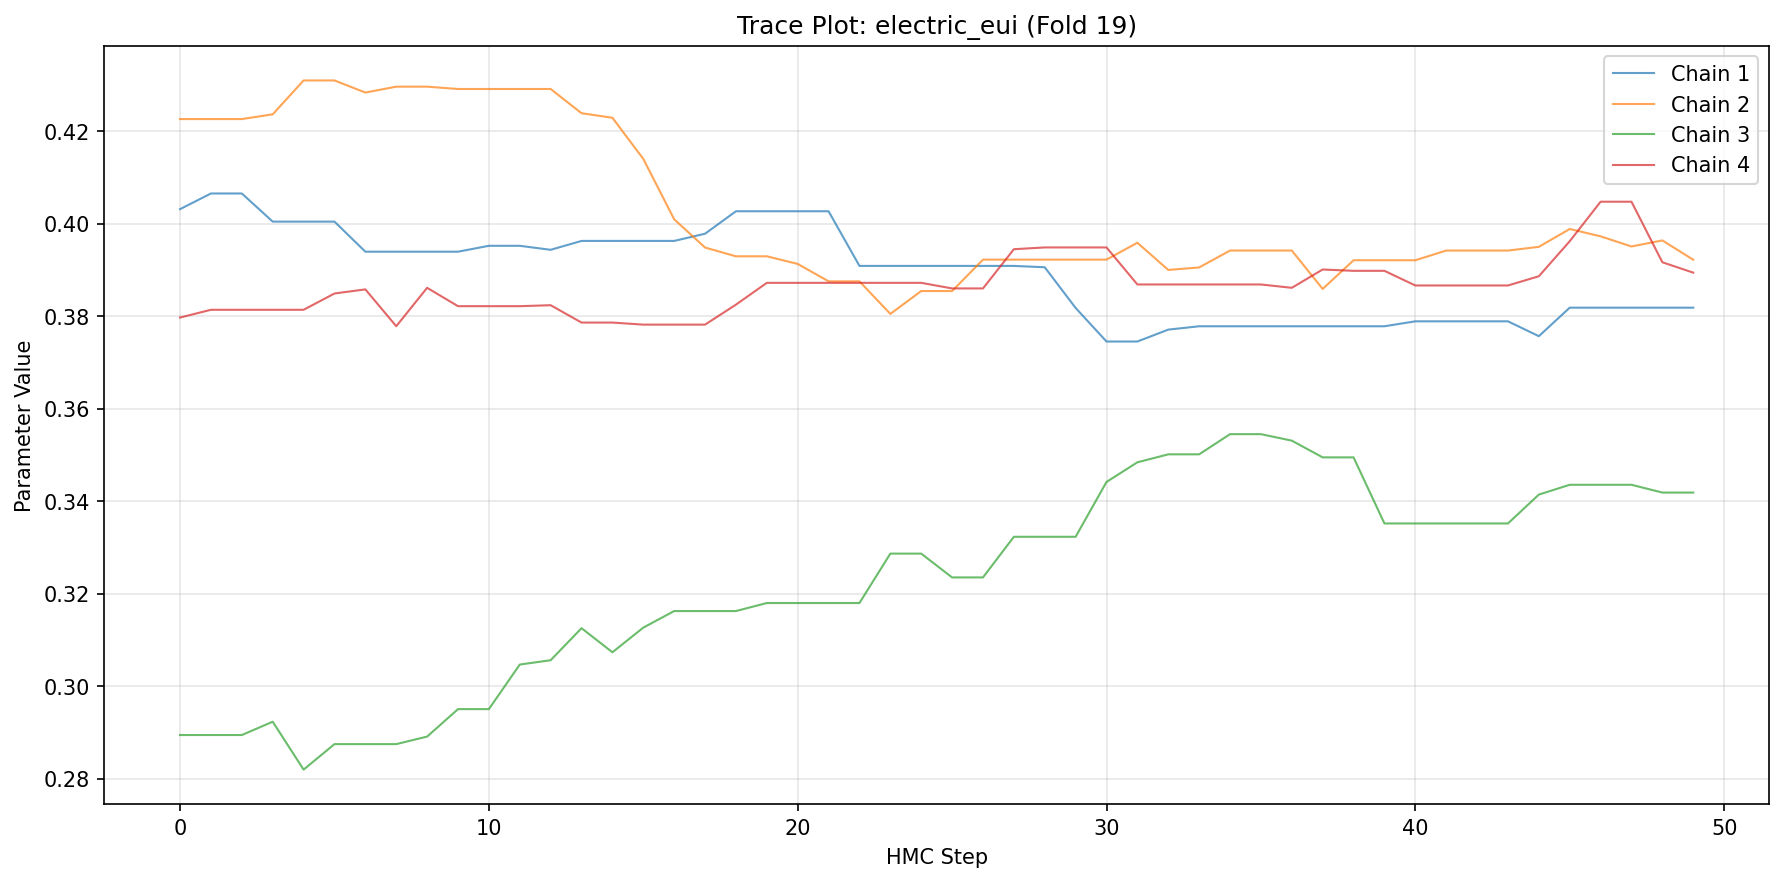 Trace Plot: electric_eui (Fold 19)
Chain 1
Chain 2
Chain 3
Chain 4
Parameter Value
0.42
0.40
0.38
0.36
0.34
0.32
0.30
0.28
0 10 20 30 40 50
HMC Step